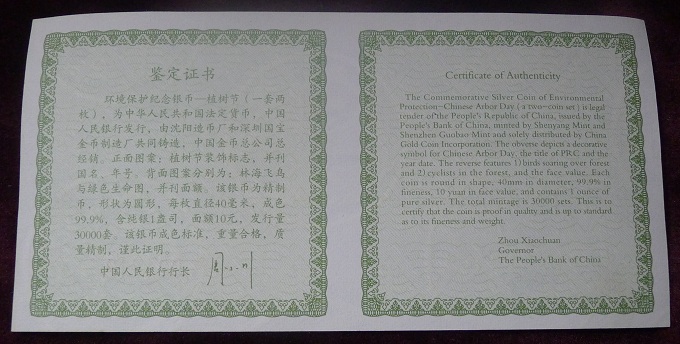 鉴定证书
环境保护纪念银币—植树节（一套两
枚），为中华人民共和国法定货币，中国
人民银行发行，由沈阳造币厂和深圳国宝
金币制造厂共同铸造，中国金币总公司总
经销。正面图案：植树节装饰标志，并刊
国名、年号。背面图案分别为：林海飞鸟
与绿色生命图，并刊面额。该银币为精制
币，形状为圆形，每枚直径40毫米，成色
99.9%，含纯银1盎司，面额10元，发行量
30000套。该银币成色标准，重量合格，质
量精制，谨此证明。
中国人民银行行长
Certificate of Authenticity
The Commemorative Silver Coin of Environmental
Protection-Chinese Arbor Day (a two-coin set) is legal
tender of the People's Republic of China, issued by the
People's Bank of China, minted by Shenyang Mint and
Shenzhen Guobao Mint and solely distributed by China
Gold Coin Incorporation. The obverse depicts a decorative
symbol for Chinese Arbor Day, the title of PRC, and the
year date. The reverse features 1) birds soaring over forest
and 2) cyclists in the forest, and the face value. Each
coin is round in shape, 40mm in diameter, 99.9% in
fineness, 10 yuan in face value, and contains 1 ounce of
pure silver. The total mintage is 30000 sets. This is to
certify that the coin is proof in quality and is up to standard
as to its fineness and weight.
Zhou Xiaochuan
Governor
The People's Bank of China